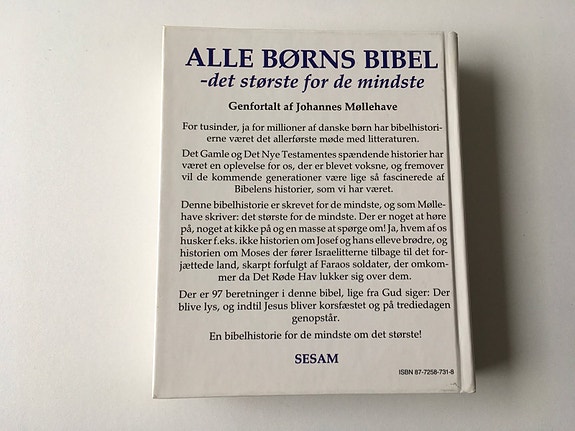 ALLE BØRNS BIBEL
-det største for de mindste
Genfortalt af Johannes Møllehave
For tusinder, ja for millioner af danske børn har bibelhistori-
erne været det allerførste møde med litteraturen.
Det Gamle og Det Nye Testamentes spændende historier har
været en oplevelse for os, der er blevet voksne, og fremover
vil de kommende generationer være lige så fascinerede af
Bibelens historier, som vi har været.
Denne bibelhistorie er skrevet for de mindste, og som Mølle-
have skriver: det største for de mindste. Der er noget at høre
på, noget at kikke på og en masse at spørge om! Ja, hvem af os
husker f.eks. ikke historien om Josef og hans elleve brødre, og
historien om Moses der fører Israelitterne tilbage til det for-
jættede land, skarpt forfulgt af Faraos soldater, der omkom-
mer da Det Røde Hav lukker sig over dem.
Der er 97 beretninger i denne bibel, lige fra Gud siger: Der
blive lys, og indtil Jesus bliver korsfæstet og på trediedagen
genopstår.
En bibelhistorie for de mindste om det største!
SESAM
ISBN 87-7258-731-8